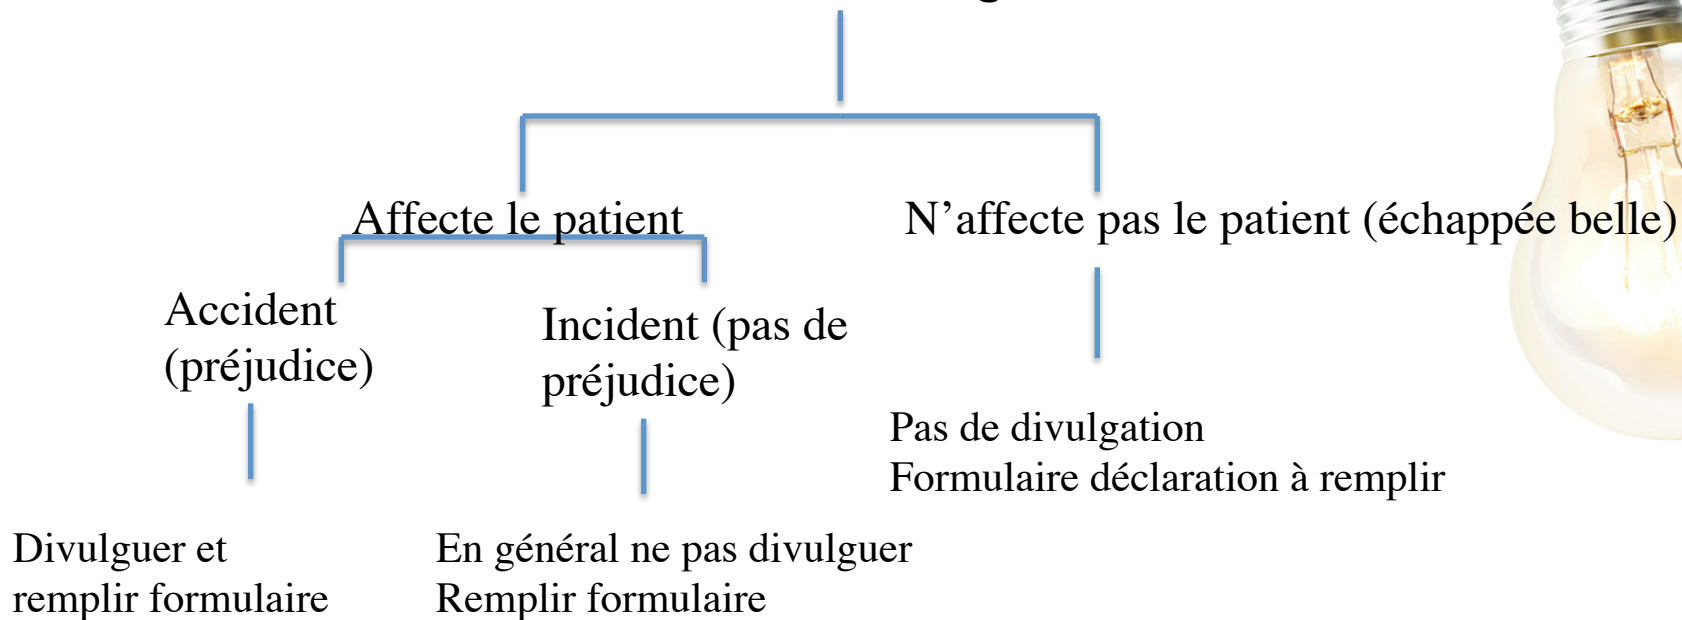 Affecte le patient
N’affecte pas le patient (échappée belle)
Accident
(préjudice)
Incident (pas de
préjudice)
Pas de divulgation
Formulaire déclaration à remplir
Divulguer et
remplir formulaire
En général ne pas divulguer
Remplir formulaire